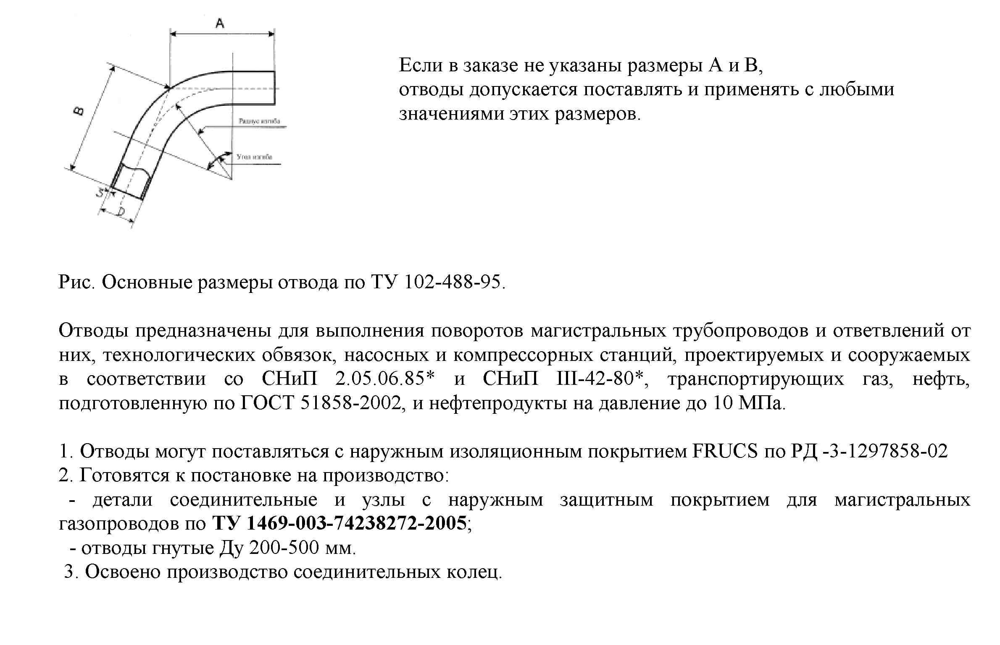 A
Если в заказе не указаны размеры А и В,
отводы допускается поставлять и применять с любыми
значениями этих размеров.
B
Радиус изгиба
Угол изгиба
S
D
Рис. Основные размеры отвода по ТУ 102-488-95.
Отводы предназначены для выполнения поворотов магистральных трубопроводов и ответвлений от
них, технологических обвязок, насосных и компрессорных станций, проектируемых и сооружаемых
в соответствии со СНиП 2.05.06.85* и СНиП III-42-80*, транспортирующих газ, нефть,
подготовленную по ГОСТ 51858-2002, и нефтепродукты на давление до 10 МПа.
1. Отводы могут поставляться с наружным изоляционным покрытием FRUCS по РД -3-1297858-02
2. Готовятся к постановке на производство:
- детали соединительные и узлы с наружным защитным покрытием для магистральных
газопроводов по ТУ 1469-003-74238272-2005;
- отводы гнутые Ду 200-500 мм.
3. Освоено производство соединительных колец.